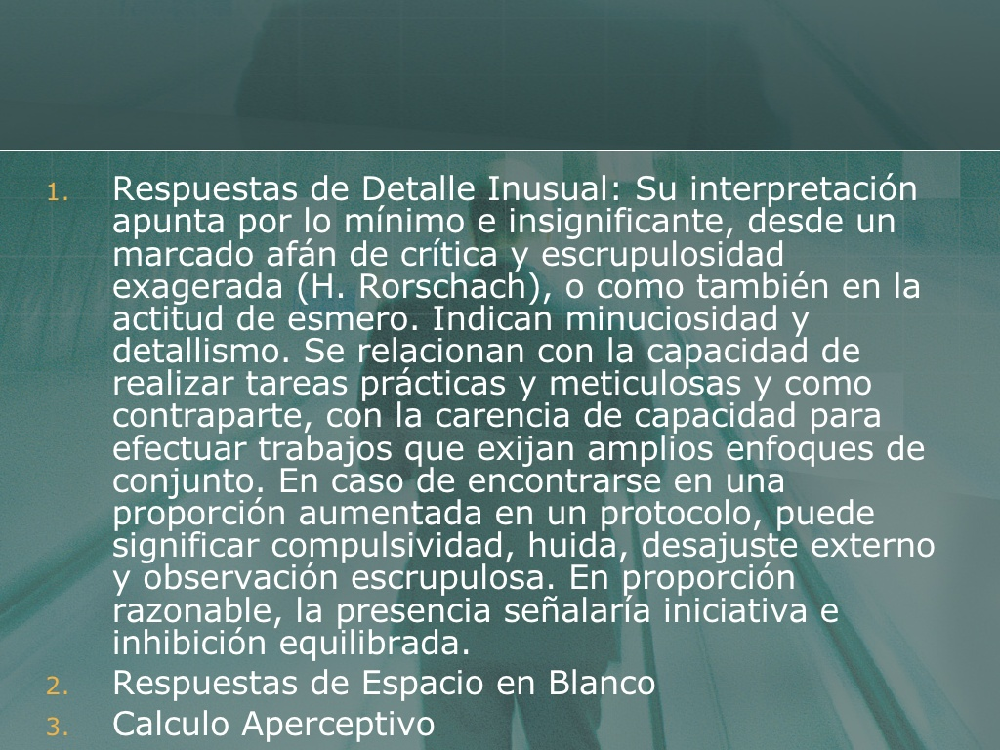 1. Respuestas de Detalle Inusual: Su interpretación
apunta por lo mínimo e insignificante, desde un
marcado afán de crítica y escrupulosidad
exagerada (H. Rorschach), o como también en la
actitud de esmero. Indican minuciosidad y
detallismo. Se relacionan con la capacidad de
realizar tareas prácticas y meticulosas y como
contraparte, con la carencia de capacidad para
efectuar trabajos que exijan amplios enfoques de
conjunto. En caso de encontrarse en una
proporción aumentada en un protocolo, puede
significar compulsividad, huida, desajuste externo
y observación escrupulosa. En proporción
razonable, la presencia señalaría iniciativa e
inhibición equilibrada.
2. Respuestas de Espacio en Blanco
3. Calculo Aperceptivo